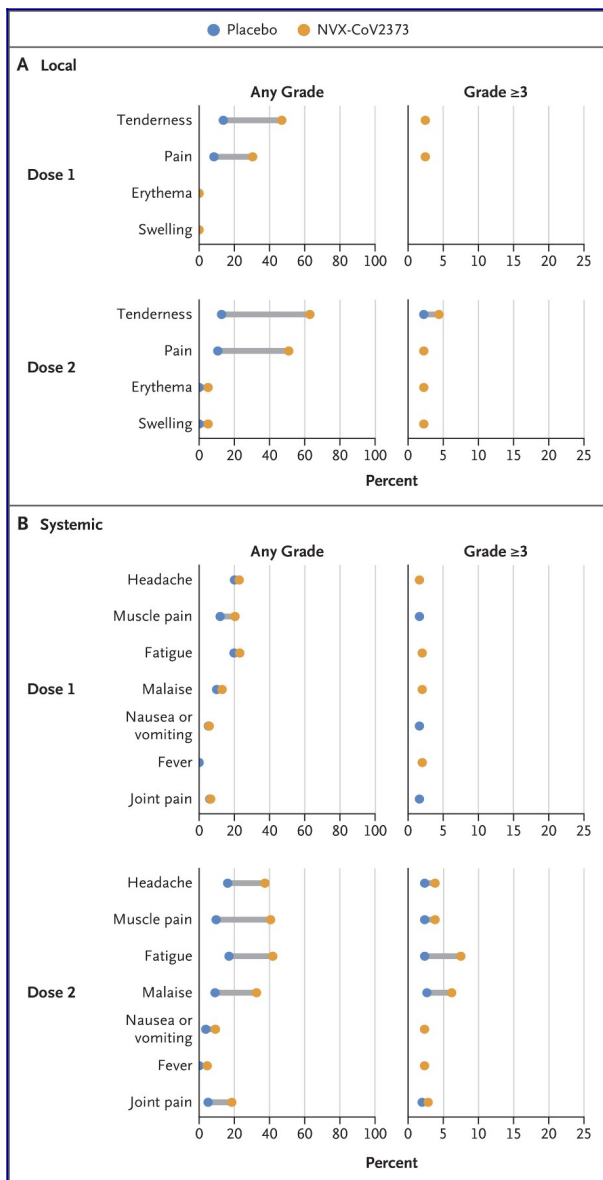 Placebo NVX-CoV2373
A Local
Any Grade Grade ≥3
Dose 1
Tenderness
Pain
Erythema
Swelling
0 20 40 60 80 100 0 5 10 15 20 25
Dose 2
Tenderness
Pain
Erythema
Swelling
0 20 40 60 80 100 0 5 10 15 20 25
Percent
B Systemic
Any Grade Grade ≥3
Dose 1
Headache
Muscle pain
Fatigue
Malaise
Nausea or
vomiting
Fever
Joint pain
0 20 40 60 80 100 0 5 10 15 20 25
Dose 2
Headache
Muscle pain
Fatigue
Malaise
Nausea or
vomiting
Fever
Joint pain
0 20 40 60 80 100 0 5 10 15 20 25
Percent